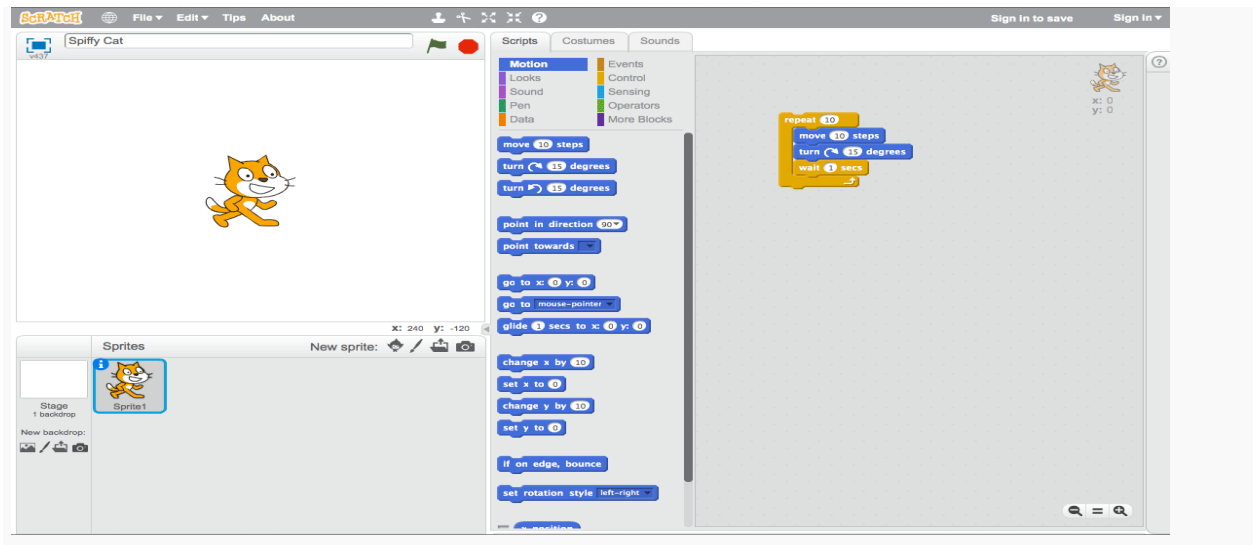 SCRATCH File Edit Tips About Sign in to save Sign in
Spiffy Cat
v437
Scripts Costumes Sounds
Motion Events
Looks Control
Sound Sensing
Pen Operators
Data More Blocks
move 10 steps
turn 15 degrees
turn 15 degrees
point in direction 90
point towards
go to x: 0 y: 0
go to mouse-pointer
glide 1 secs to x: 0 y: 0
change x by 10
set x to 0
change y by 10
set y to 0
if on edge, bounce
set rotation style left-right
x position
repeat 10
move 10 steps
turn 15 degrees
wait 1 secs
x: 0
y: 0
x: 240 y: -120
Sprites New sprite:
Stage
1 backdrop
New backdrop:
Sprite1